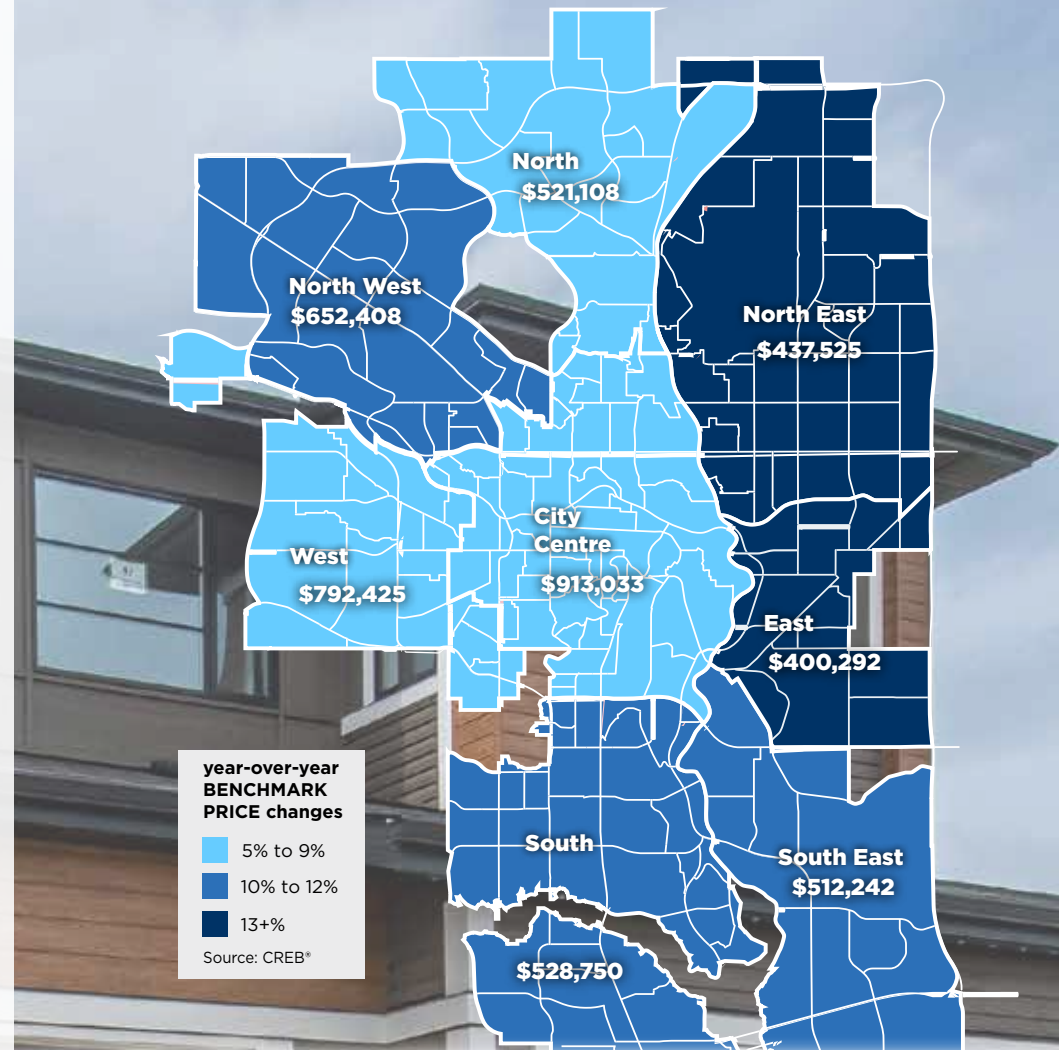 North
$521,108
North West
$652,408
North East
$437,525
City
Centre
$913,033
West
$792,425
East
$400,292
year-over-year
BENCHMARK
PRICE changes
5% to 9%
10% to 12%
13+%
Source: CREB®
South
$528,750
South East
$512,242